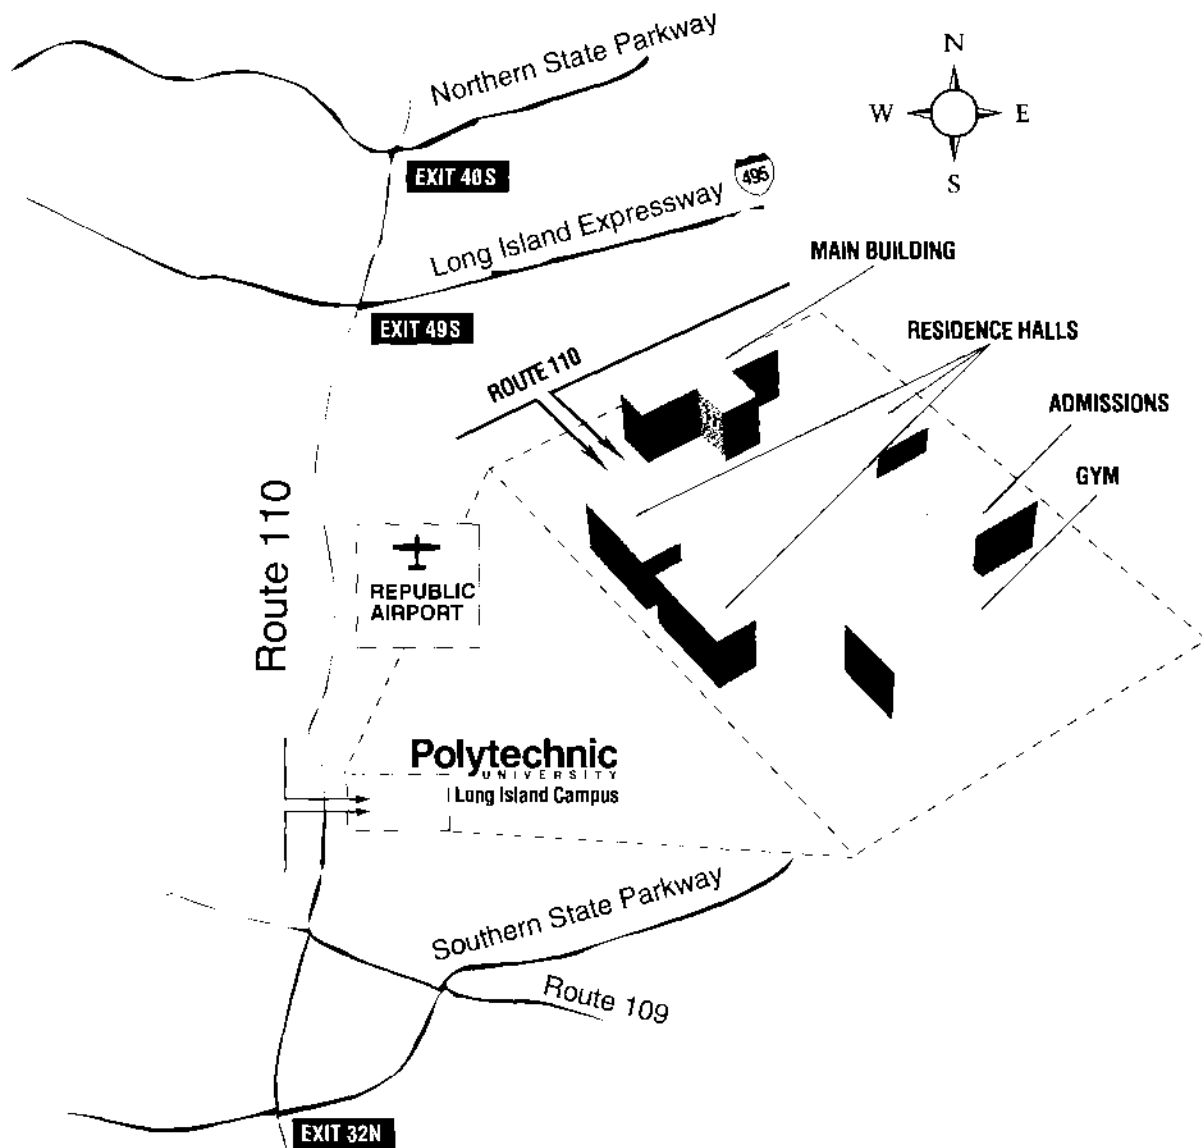 Northern State Parkway
N
W E
S
EXIT 40S
Long Island Expressway
495
EXIT 49S
MAIN BUILDING
RESIDENCE HALLS
ROUTE 110
ADMISSIONS
GYM
Route 110
REPUBLIC
AIRPORT
Polytechnic
UNIVERSITY
Long Island Campus
Southern State Parkway
Route 109
EXIT 32N